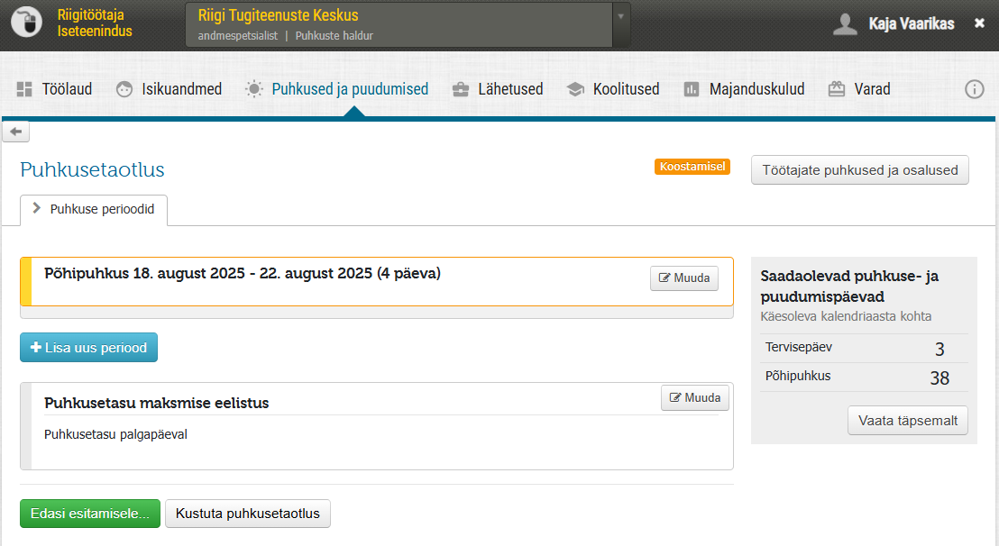 Riigitöötaja
Iseteenindus
Riigi Tugiteenuste Keskus
andmespetsialist | Puhkuste haldur
Kaja Vaarikas
Töölaud
Isikuandmed
Puhkused ja puudumised
Lähetused
Koolitused
Majanduskulud
Varad
Puhkusetaotlus
Koostamisel
Töötajate puhkused ja osalused
Puhkuse perioodid
Põhipuhkus 18. august 2025 - 22. august 2025 (4 päeva)
Muuda
Lisa uus periood
Puhkusetasu maksmise eelistus
Muuda
Puhkusetasu palgapäeval
Edasi esitamisele...
Kustuta puhkusetaotlus
Saadaolevad puhkuse- ja
puudumispäevad
Käesoleva kalendriaasta kohta
Tervisepäev 3
Põhipuhkus 38
Vaata täpsemalt